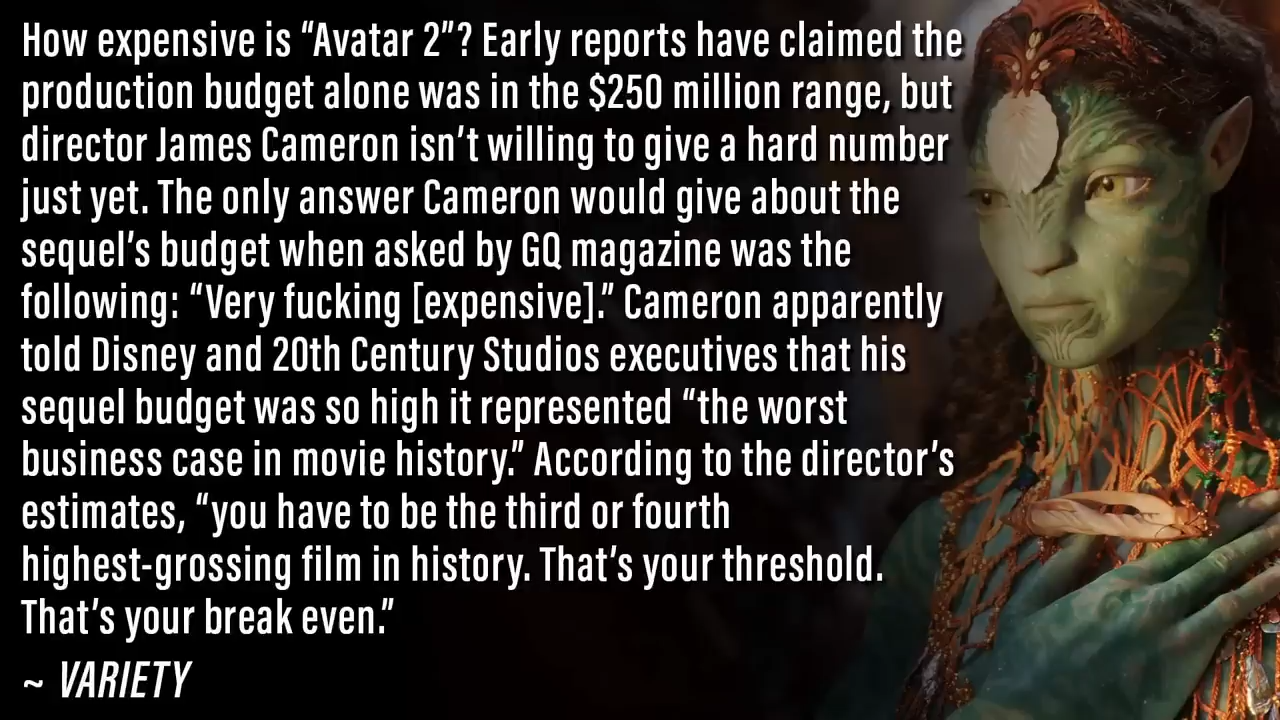 How expensive is “Avatar 2”? Early reports have claimed the
production budget alone was in the $250 million range, but
director James Cameron isn’t willing to give a hard number
just yet. The only answer Cameron would give about the
sequel’s budget when asked by GQ magazine was the
following: “Very fucking [expensive].” Cameron apparently
told Disney and 20th Century Studios executives that his
sequel budget was so high it represented “the worst
business case in movie history.” According to the director’s
estimates, “you have to be the third or fourth
highest-grossing film in history. That’s your threshold.
That’s your break even.”
~ VARIETY